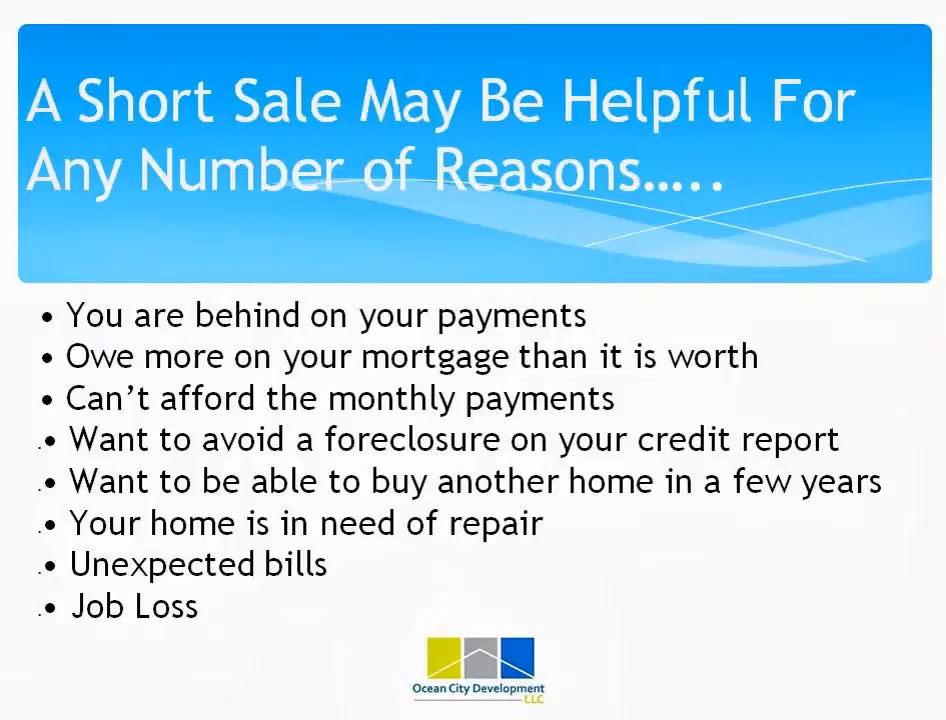 A Short Sale May Be Helpful For
Any Number of Reasons.....
• You are behind on your payments
• Owe more on your mortgage than it is worth
• Can’t afford the monthly payments
.• Want to avoid a foreclosure on your credit report
.• Want to be able to buy another home in a few years
.• Your home is in need of repair
.• Unexpected bills
.• Job Loss
Ocean City Development
LLC